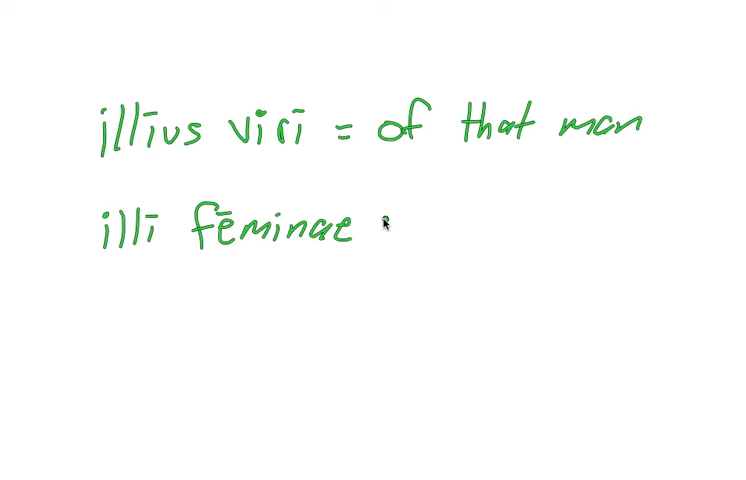 illīus virī = of that man
illī fēminae